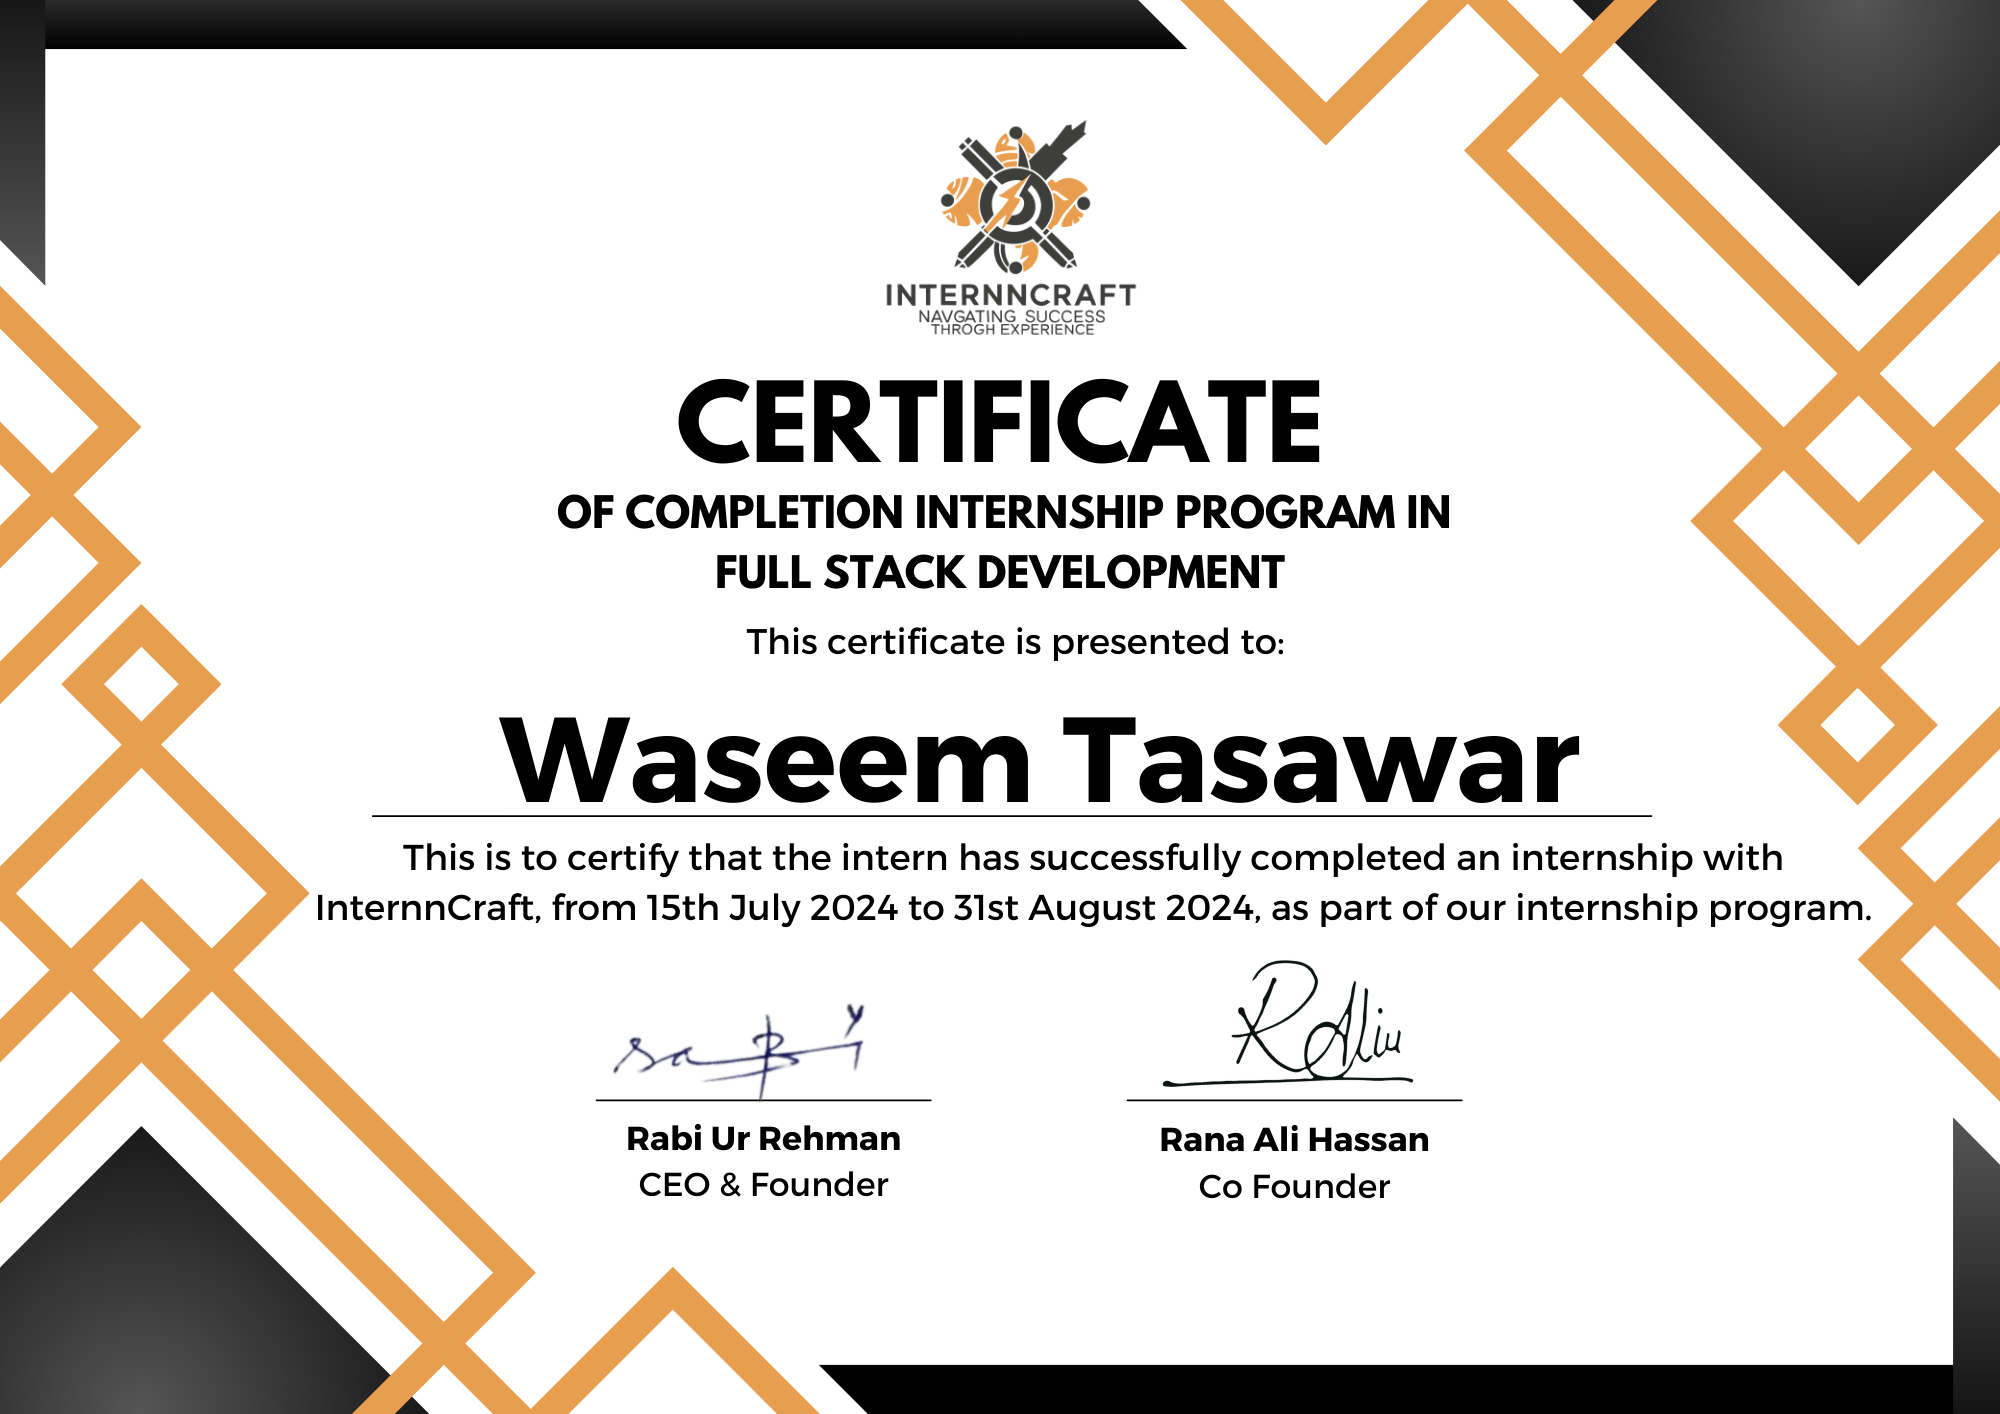 INTERNNCRAFT
NAVGATING SUCCESS
THROGH EXPERIENCE
CERTIFICATE
OF COMPLETION INTERNSHIP PROGRAM IN
FULL STACK DEVELOPMENT
This certificate is presented to:
Waseem Tasawar
This is to certify that the intern has successfully completed an internship with
InternnCraft, from 15th July 2024 to 31st August 2024, as part of our internship program.
Rabi Ur Rehman
CEO & Founder
Rana Ali Hassan
Co Founder